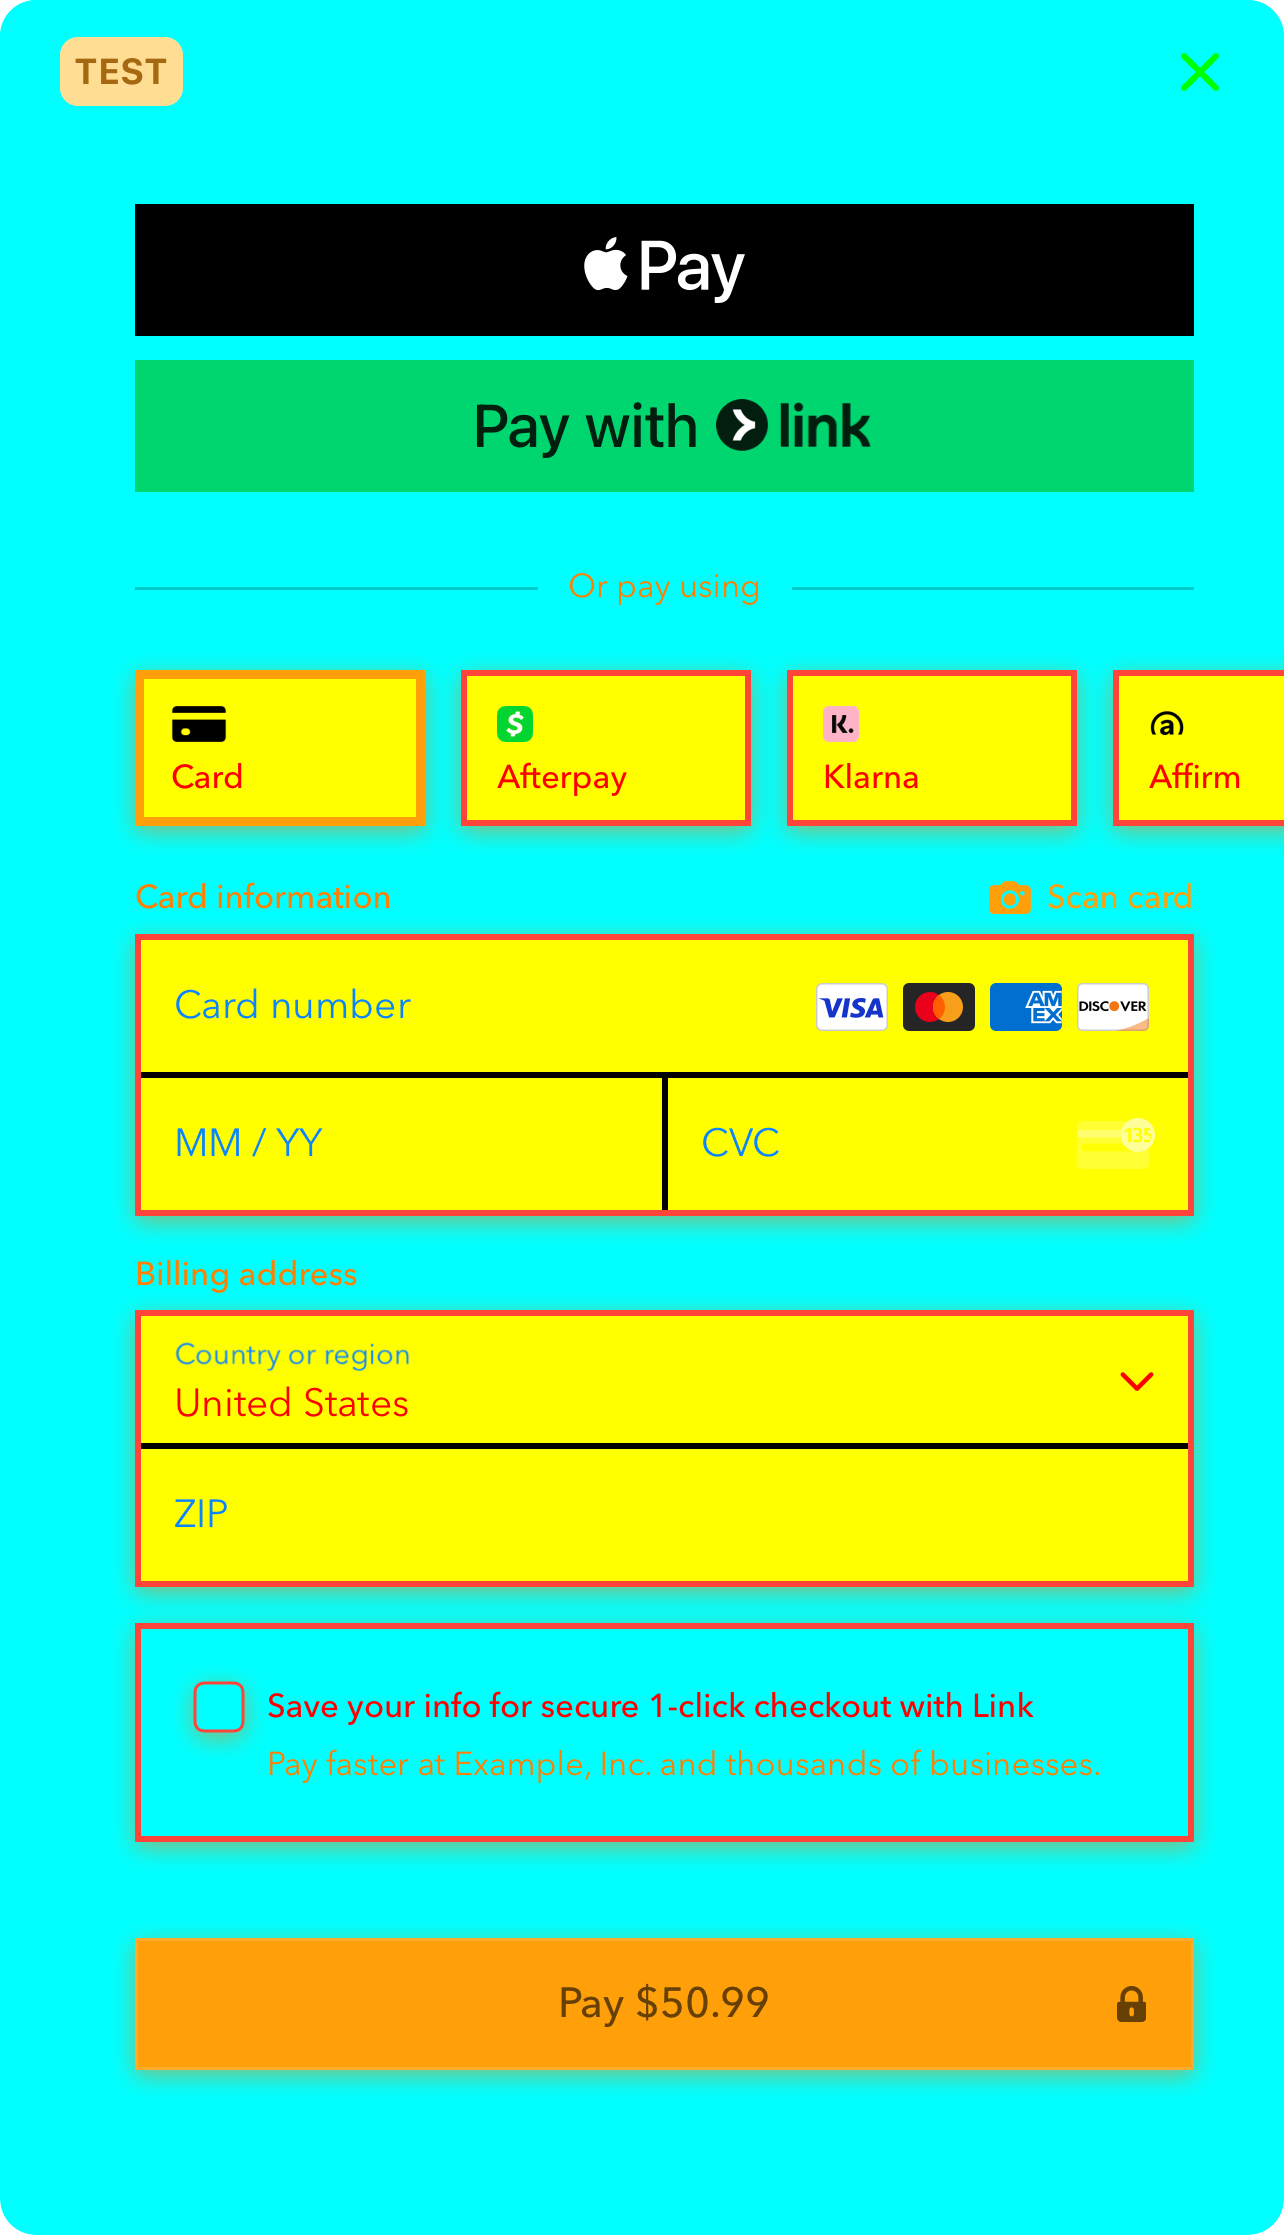 TEST
Pay
Pay with link
Or pay using
Card
Afterpay
Klarna
Affirm
Card information
Scan card
Card number
VISA
AM
EX
DISCOVER
MM / YY
CVC
135
Billing address
Country or region
United States
ZIP
Save your info for secure 1-click checkout with Link
Pay faster at Example, Inc. and thousands of businesses.
Pay $50.99